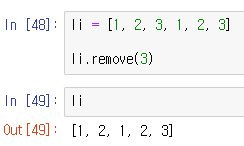 In [48]: li = [1, 2, 3, 1, 2, 3]
li.remove(3)
In [49]: li
Out[49]: [1, 2, 1, 2, 3]